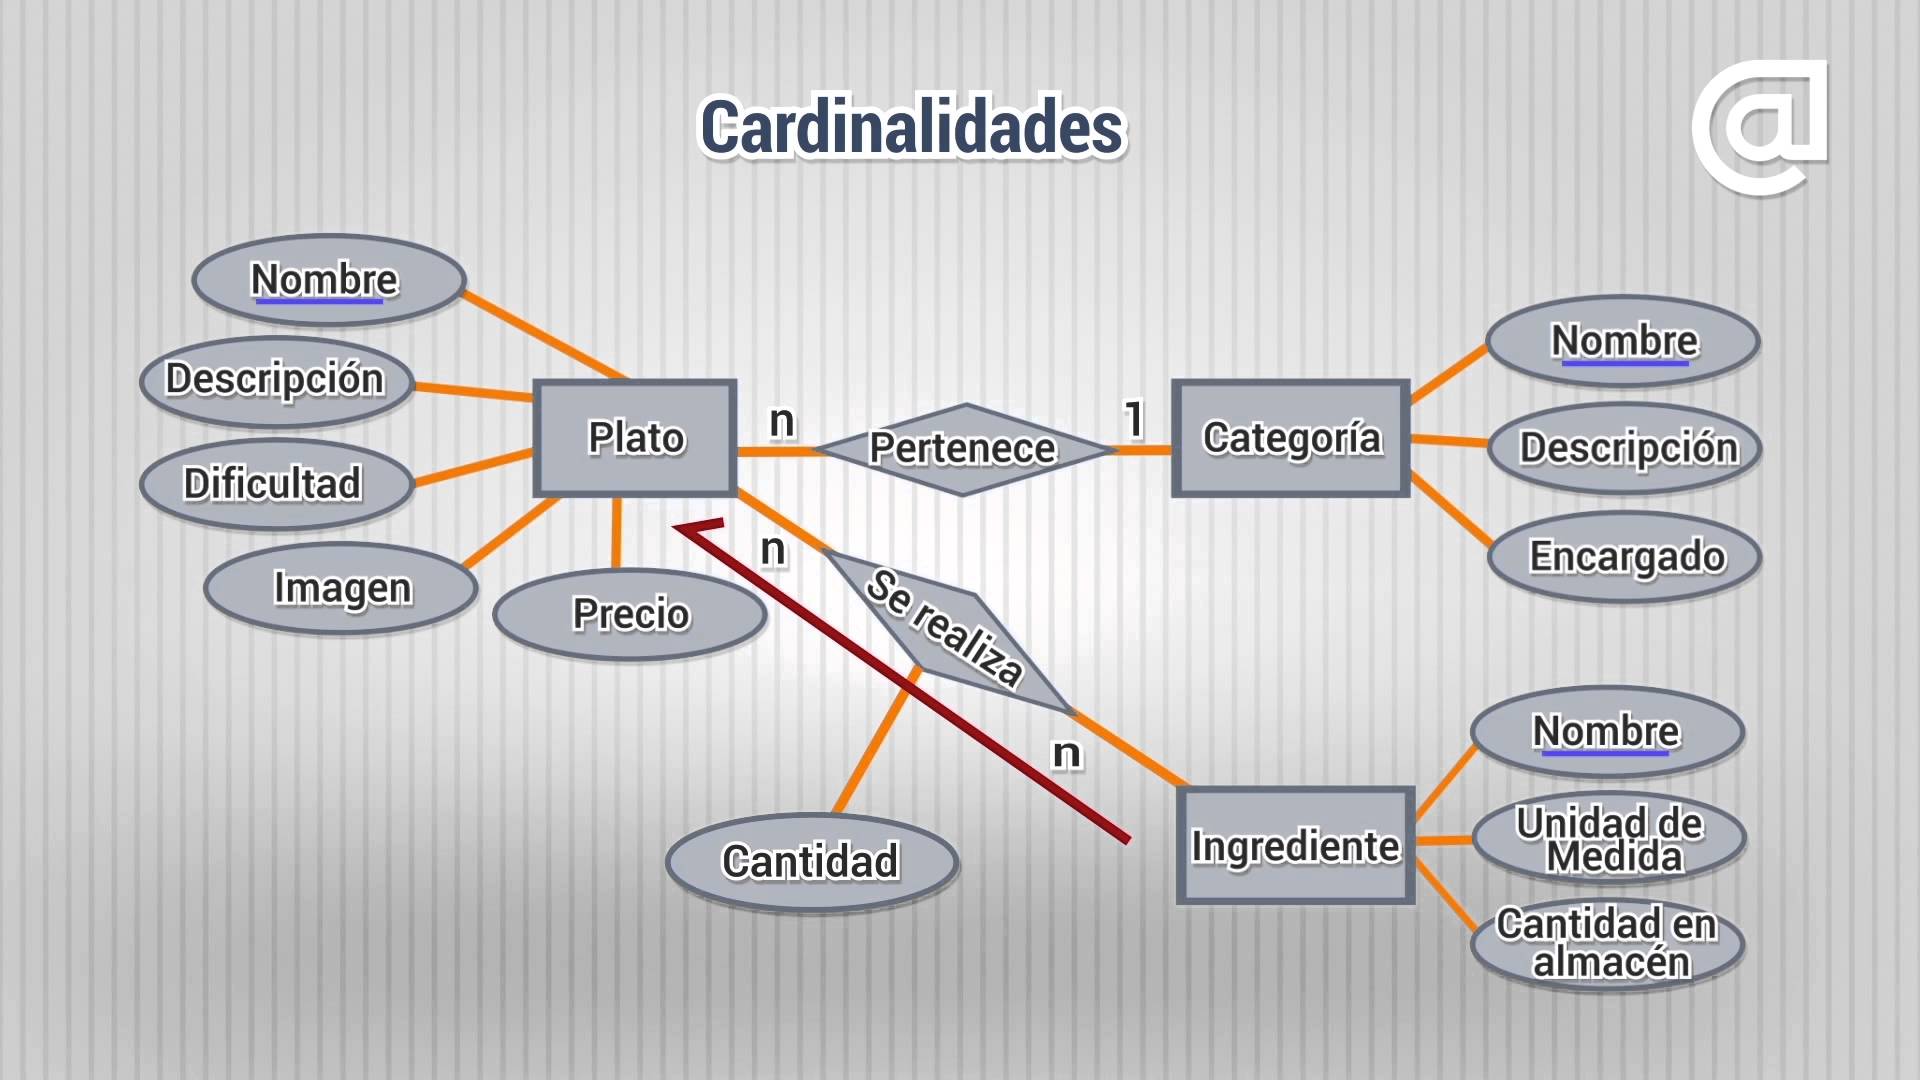 Cardinalidades
Nombre
Descripción
Dificultad
Imagen
Precio
Plato
n
Pertenece
1
Categoría
Nombre
Descripción
Encargado
n
Se realiza
n
Cantidad
Ingrediente
Nombre
Unidad de
Medida
Cantidad en
almacén